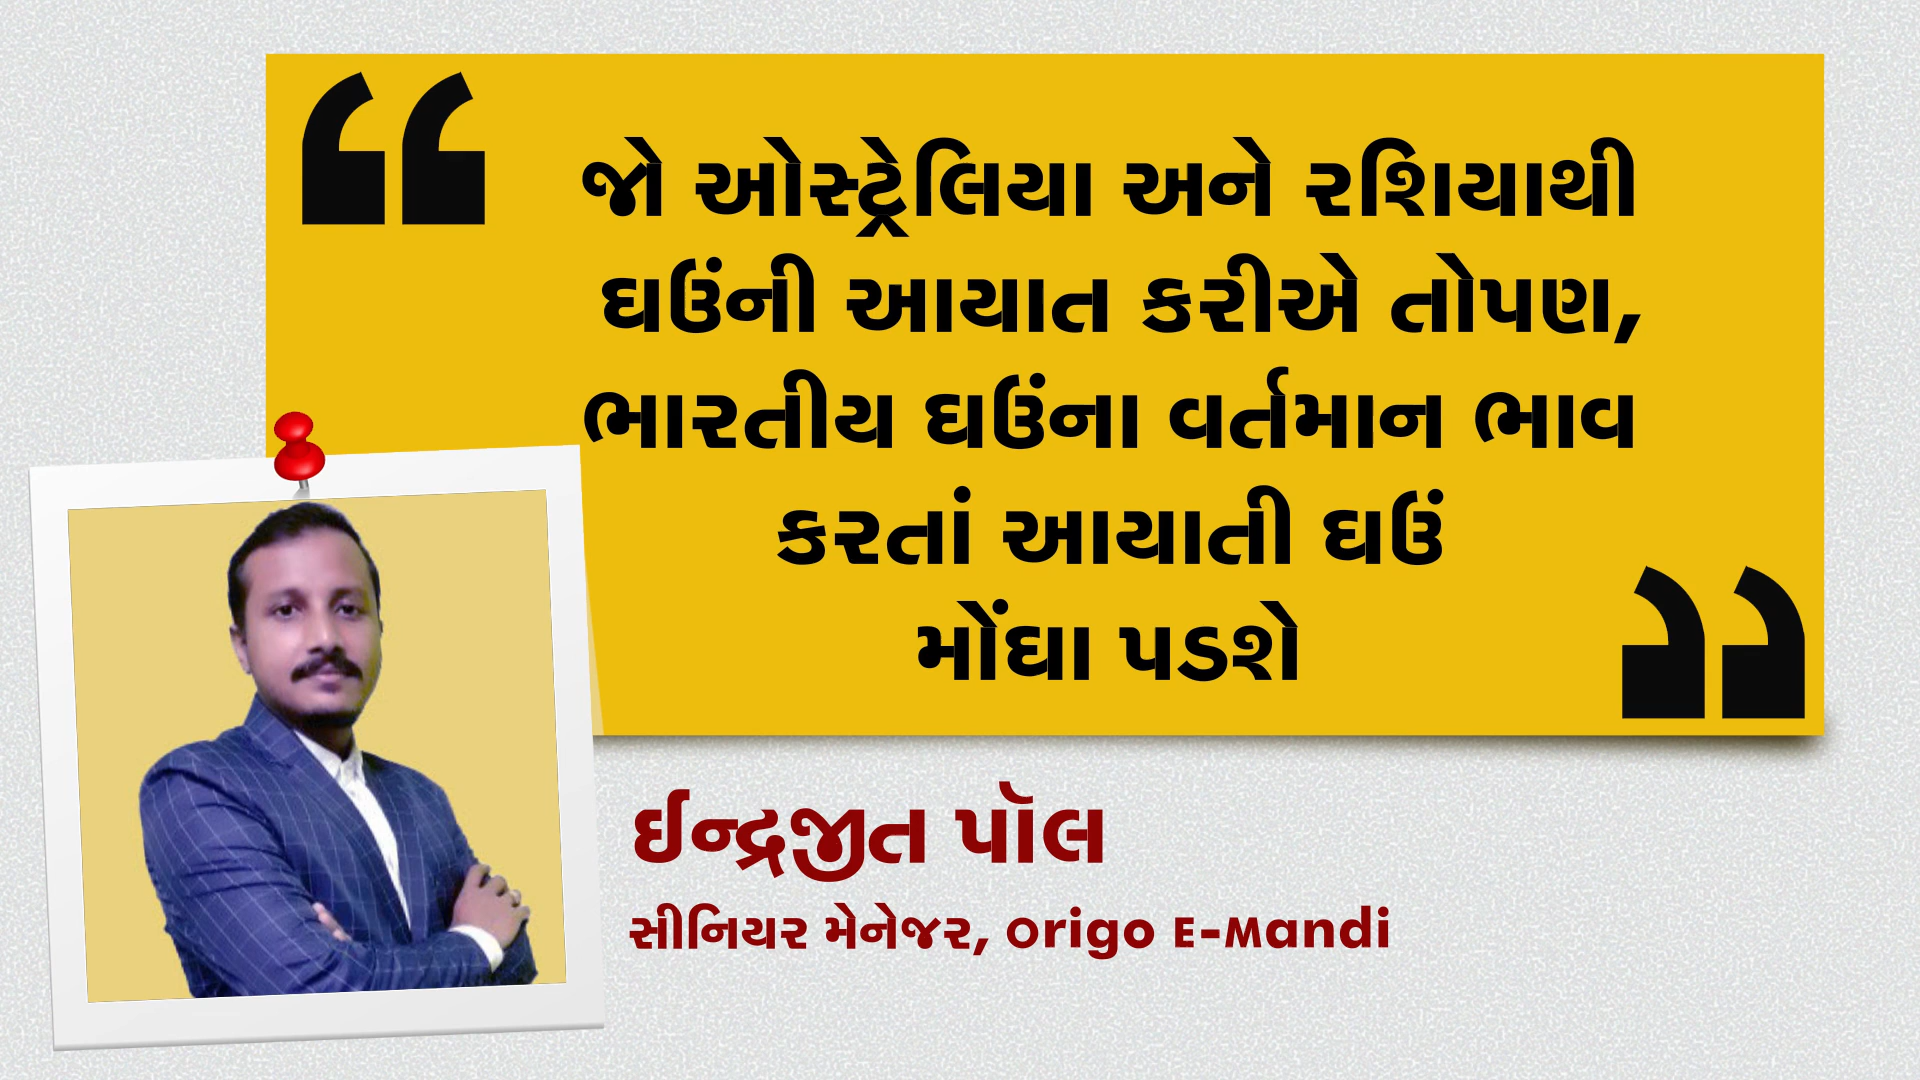 “
જો ઓસ્ટ્રેલિયા અને રશિયાથી
ઘઉંની આયાત કરીએ તોપણ,
ભારતીય ઘઉંના વર્તમાન ભાવ
કરતાં આયાતી ઘઉં
મોંઘા પડશે
”
ઈન્દ્રજીત પૉલ
સીનિયર મેનેજર, Origo E-Mandi